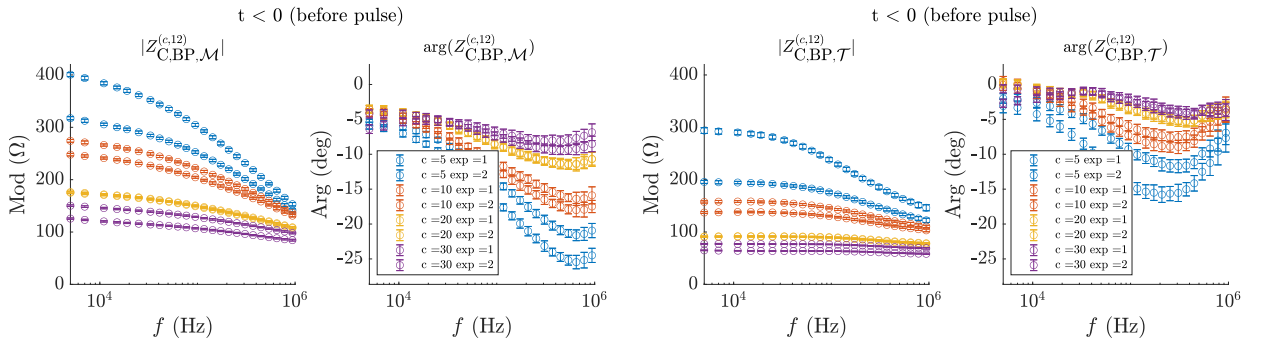 t < 0 (before pulse)
|Z_{C,BP,ℳ}^{(c,12)}|
arg(Z_{C,BP,ℳ}^{(c,12)})
400
300
200
100
0
Mod (Ω)
10^4
10^6
f (Hz)
0
-5
-10
-15
-20
-25
Arg (deg)
c =5 exp =1
c =5 exp =2
c =10 exp =1
c =10 exp =2
c =20 exp =1
c =20 exp =2
c =30 exp =1
c =30 exp =2
10^4
10^6
f (Hz)
t < 0 (before pulse)
|Z_{C,BP,𝒯}^{(c,12)}|
arg(Z_{C,BP,𝒯}^{(c,12)})
400
300
200
100
0
Mod (Ω)
10^4
10^6
f (Hz)
0
-5
-10
-15
-20
-25
Arg (deg)
c =5 exp =1
c =5 exp =2
c =10 exp =1
c =10 exp =2
c =20 exp =1
c =20 exp =2
c =30 exp =1
c =30 exp =2
10^4
10^6
f (Hz)